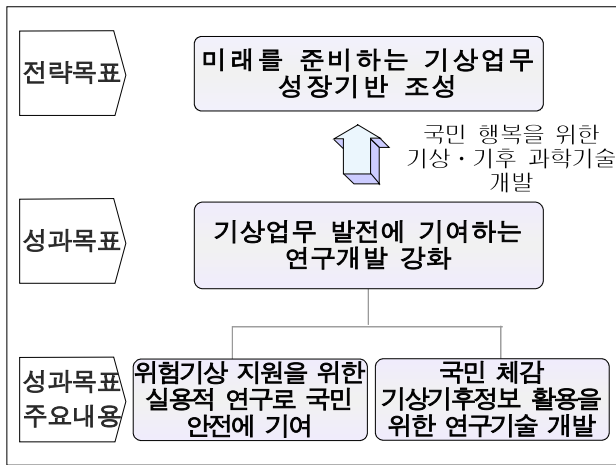 전략목표
미래를 준비하는 기상업무
성장기반 조성
국민 행복을 위한
기상・기후 과학기술
개발
성과목표
기상업무 발전에 기여하는
연구개발 강화
성과목표
주요내용
위험기상 지원을 위한
실용적 연구로 국민
안전에 기여
국민 체감
기상기후정보 활용을
위한 연구기술 개발